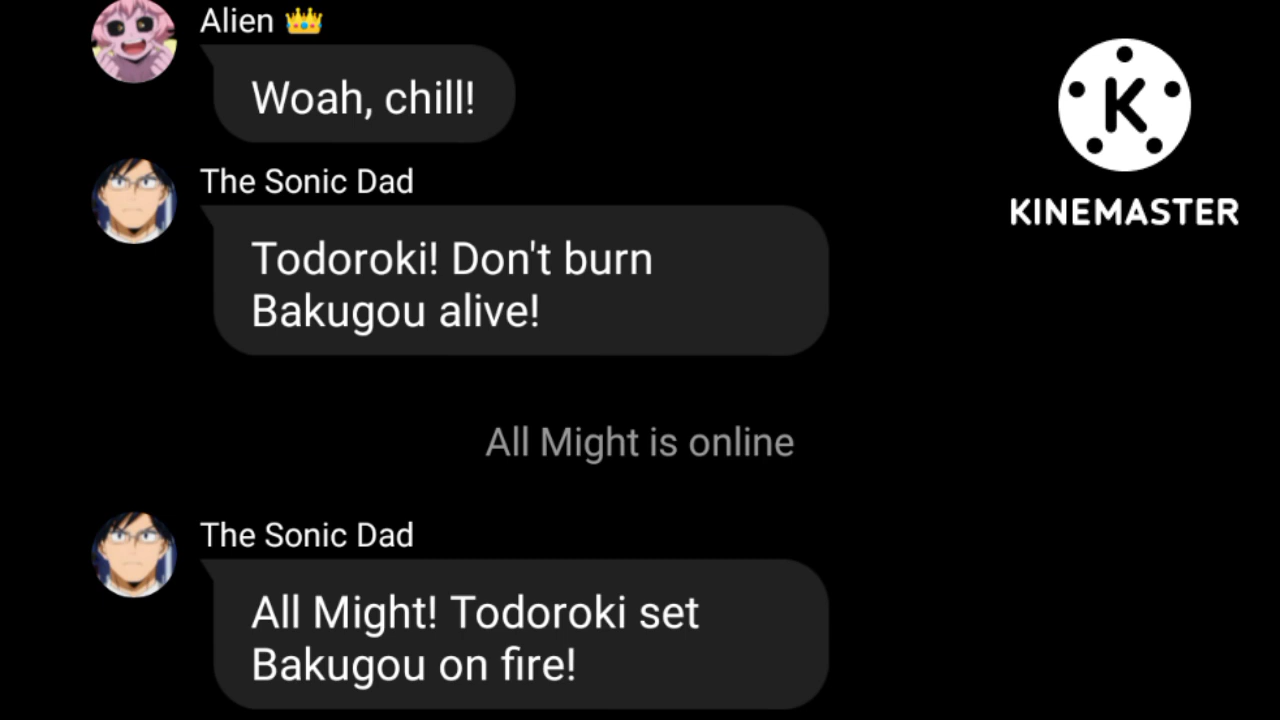 Alien 👑
Woah, chill!
K
KINEMASTER
The Sonic Dad
Todoroki! Don't burn
Bakugou alive!
All Might is online
The Sonic Dad
All Might! Todoroki set
Bakugou on fire!